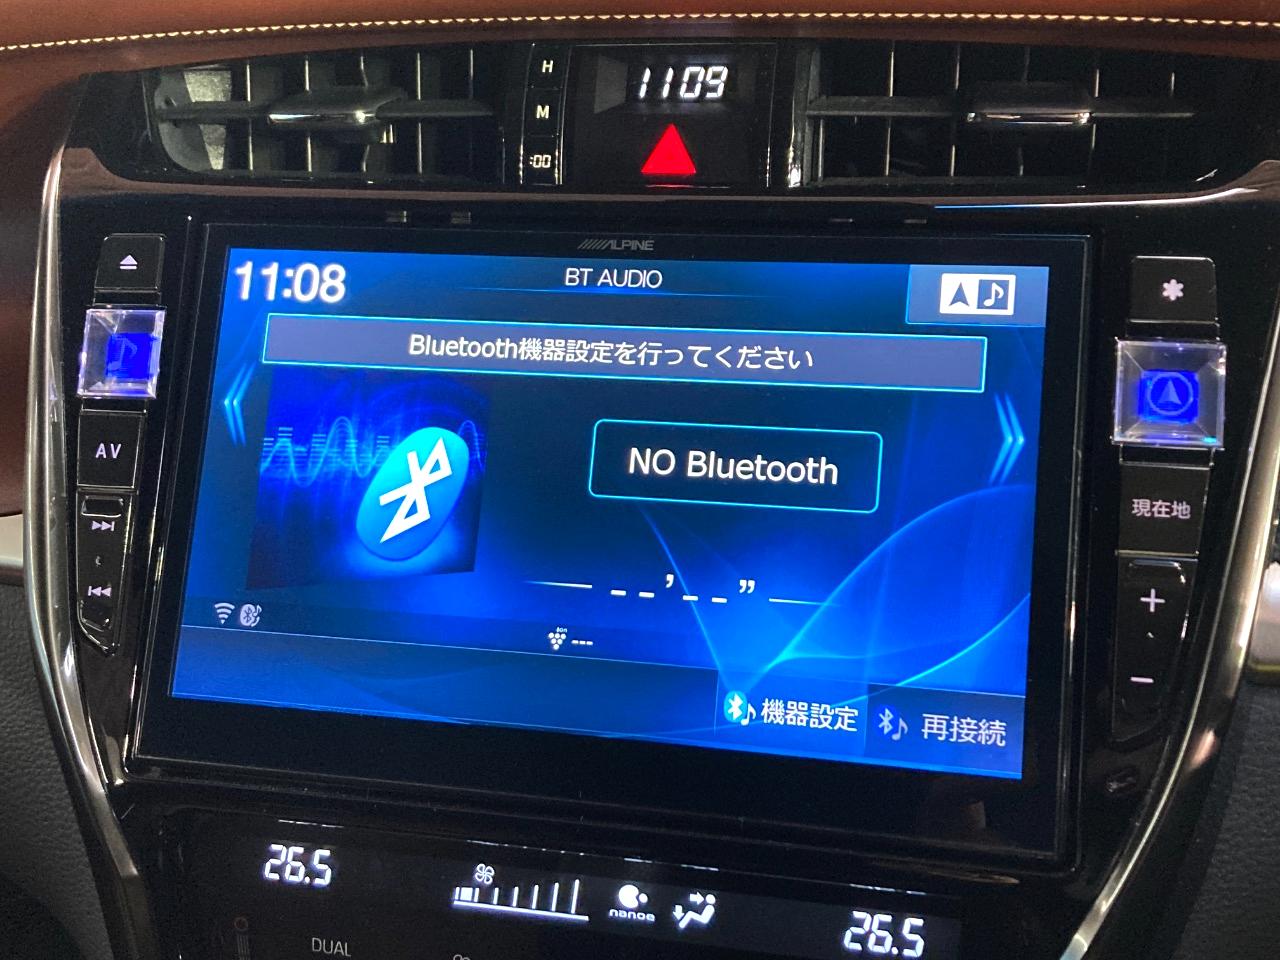 H
1109
M
:00
ALPINE
11:08
BT AUDIO
Bluetooth機器設定を行ってください
AV
NO Bluetooth
現在地
+
--’--”
ion
---
−
機器設定
再接続
26.5
nanoe
26.5
DUAL